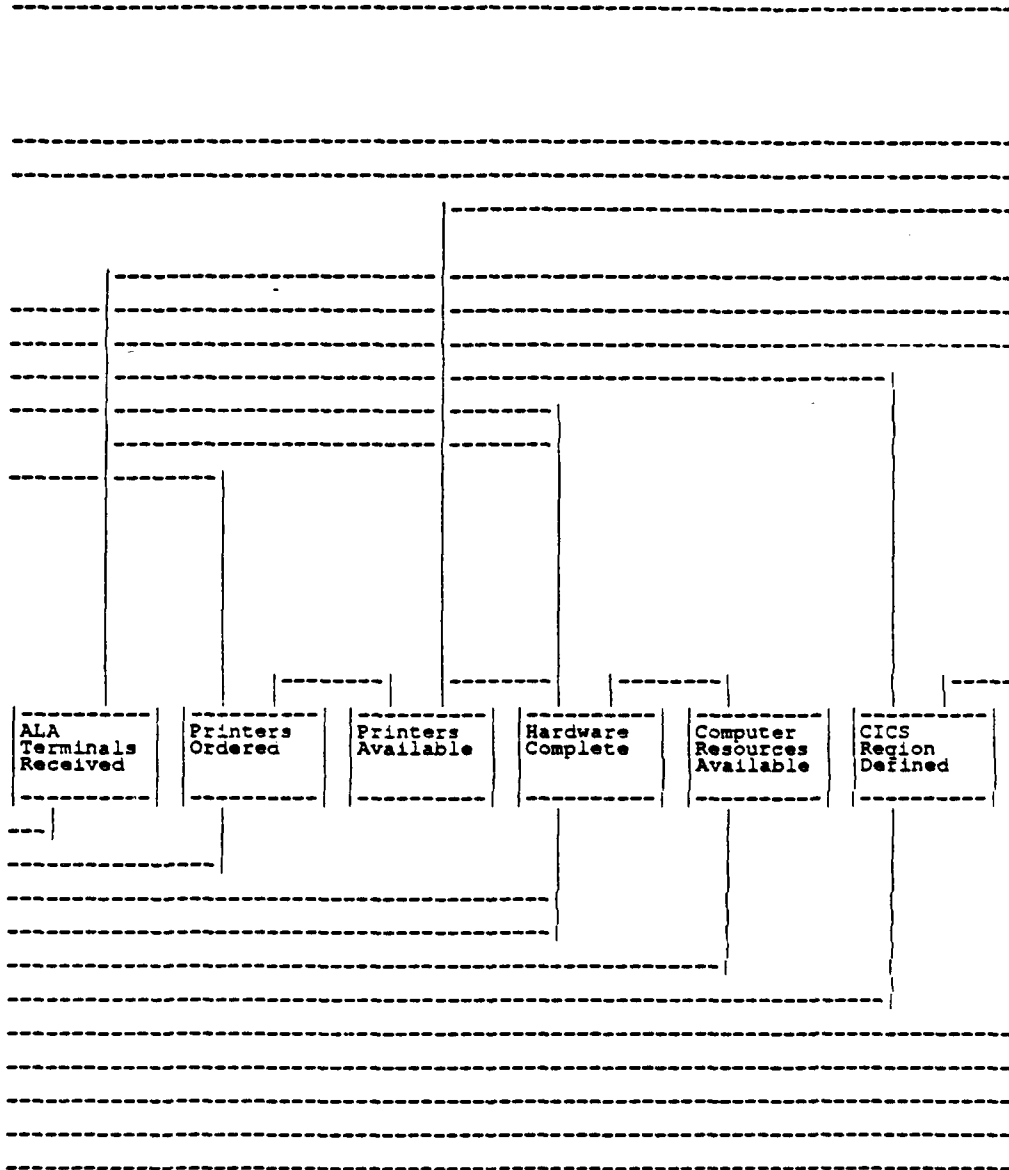 ALA
Terminals
Received
Printers
Ordered
Printers
Available
Hardware
Complete
Computer
Resources
Available
CICS
Region
Defined